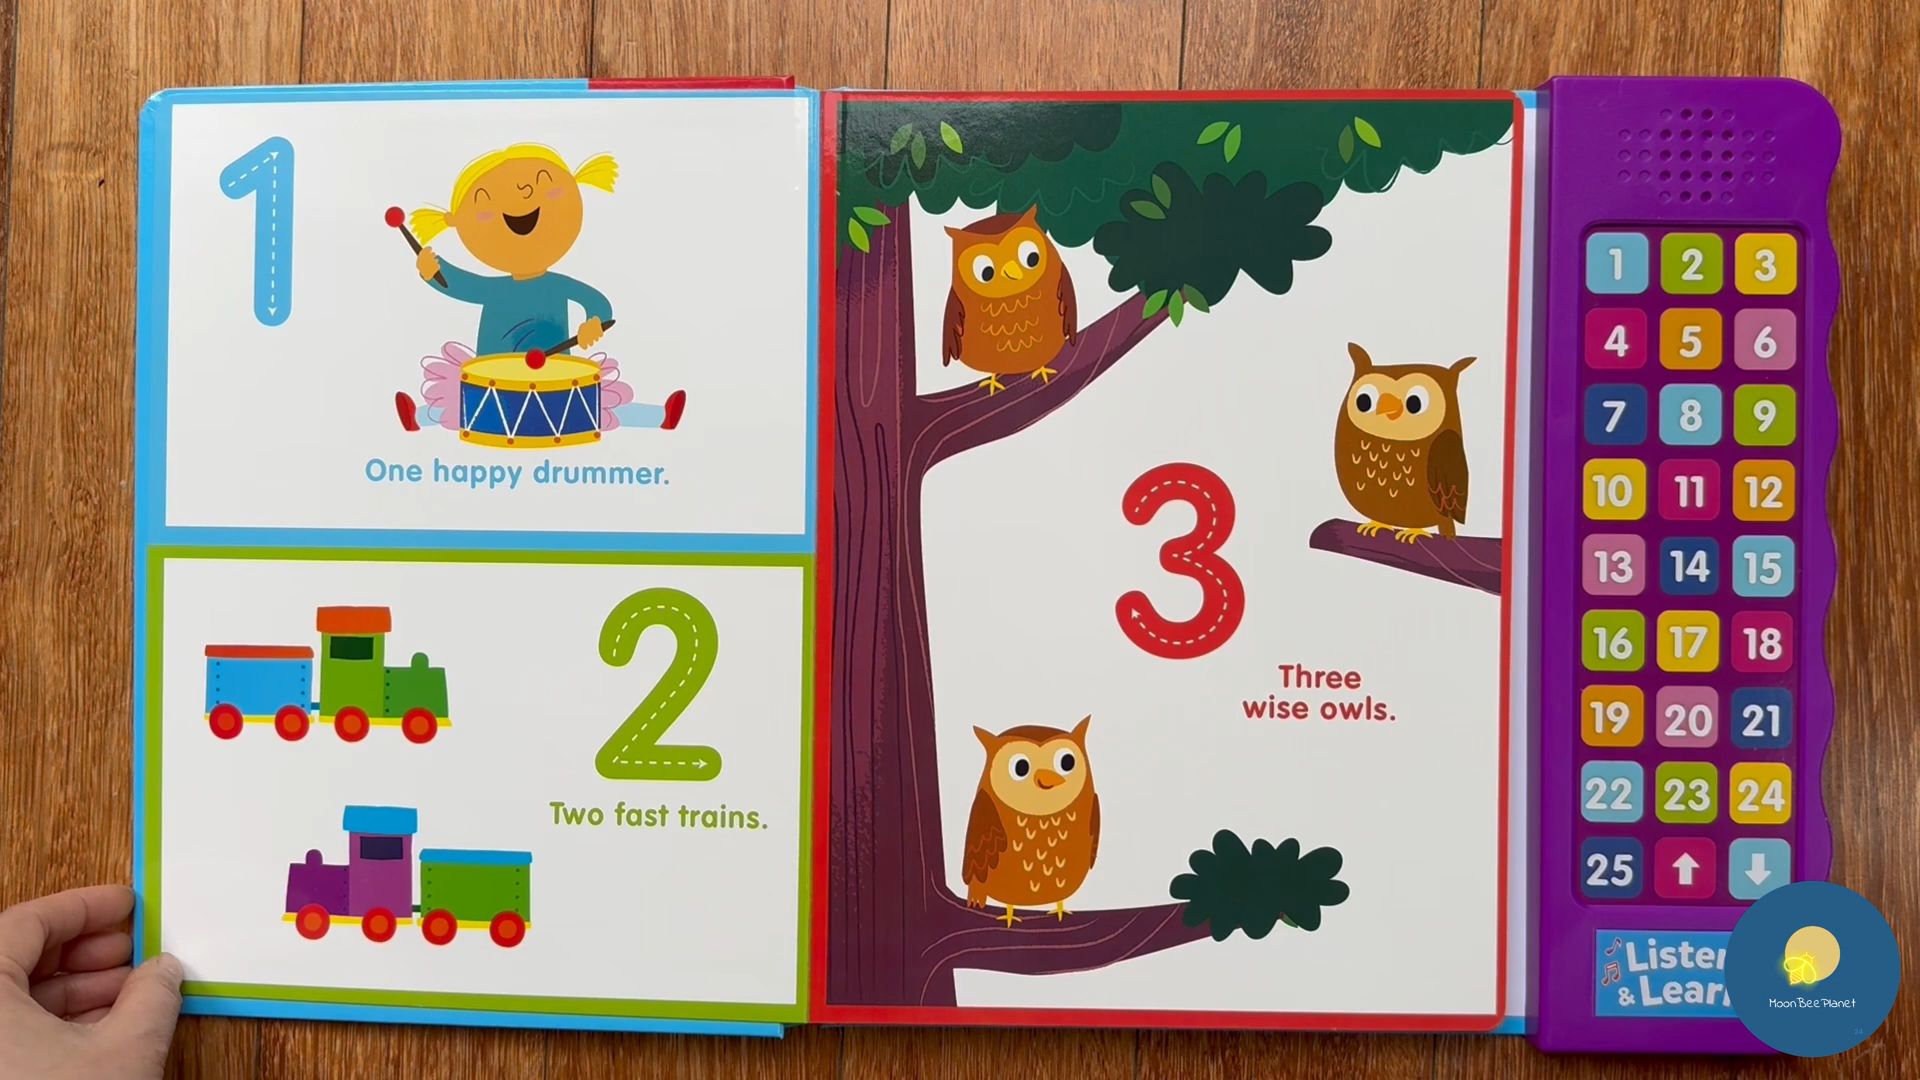 1
One happy drummer.
2
Two fast trains.
3
Three
wise owls.
1 2 3
4 5 6
7 8 9
10 11 12
13 14 15
16 17 18
19 20 21
22 23 24
25
Listen
& Learn
MoonBeePlanet